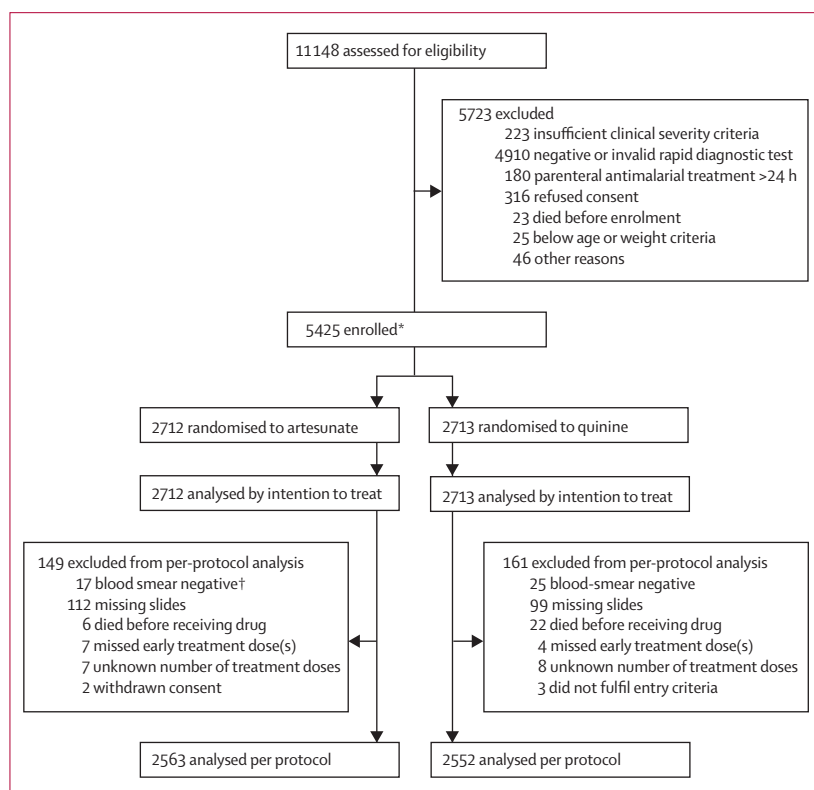 11148 assessed for eligibility
5723 excluded
223 insufficient clinical severity criteria
4910 negative or invalid rapid diagnostic test
180 parenteral antimalarial treatment >24 h
316 refused consent
23 died before enrolment
25 below age or weight criteria
46 other reasons
5425 enrolled*
2712 randomised to artesunate
2713 randomised to quinine
2712 analysed by intention to treat
2713 analysed by intention to treat
149 excluded from per-protocol analysis
17 blood smear negative†
112 missing slides
6 died before receiving drug
7 missed early treatment dose(s)
7 unknown number of treatment doses
2 withdrawn consent
161 excluded from per-protocol analysis
25 blood-smear negative
99 missing slides
22 died before receiving drug
4 missed early treatment dose(s)
8 unknown number of treatment doses
3 did not fulfil entry criteria
2563 analysed per protocol
2552 analysed per protocol